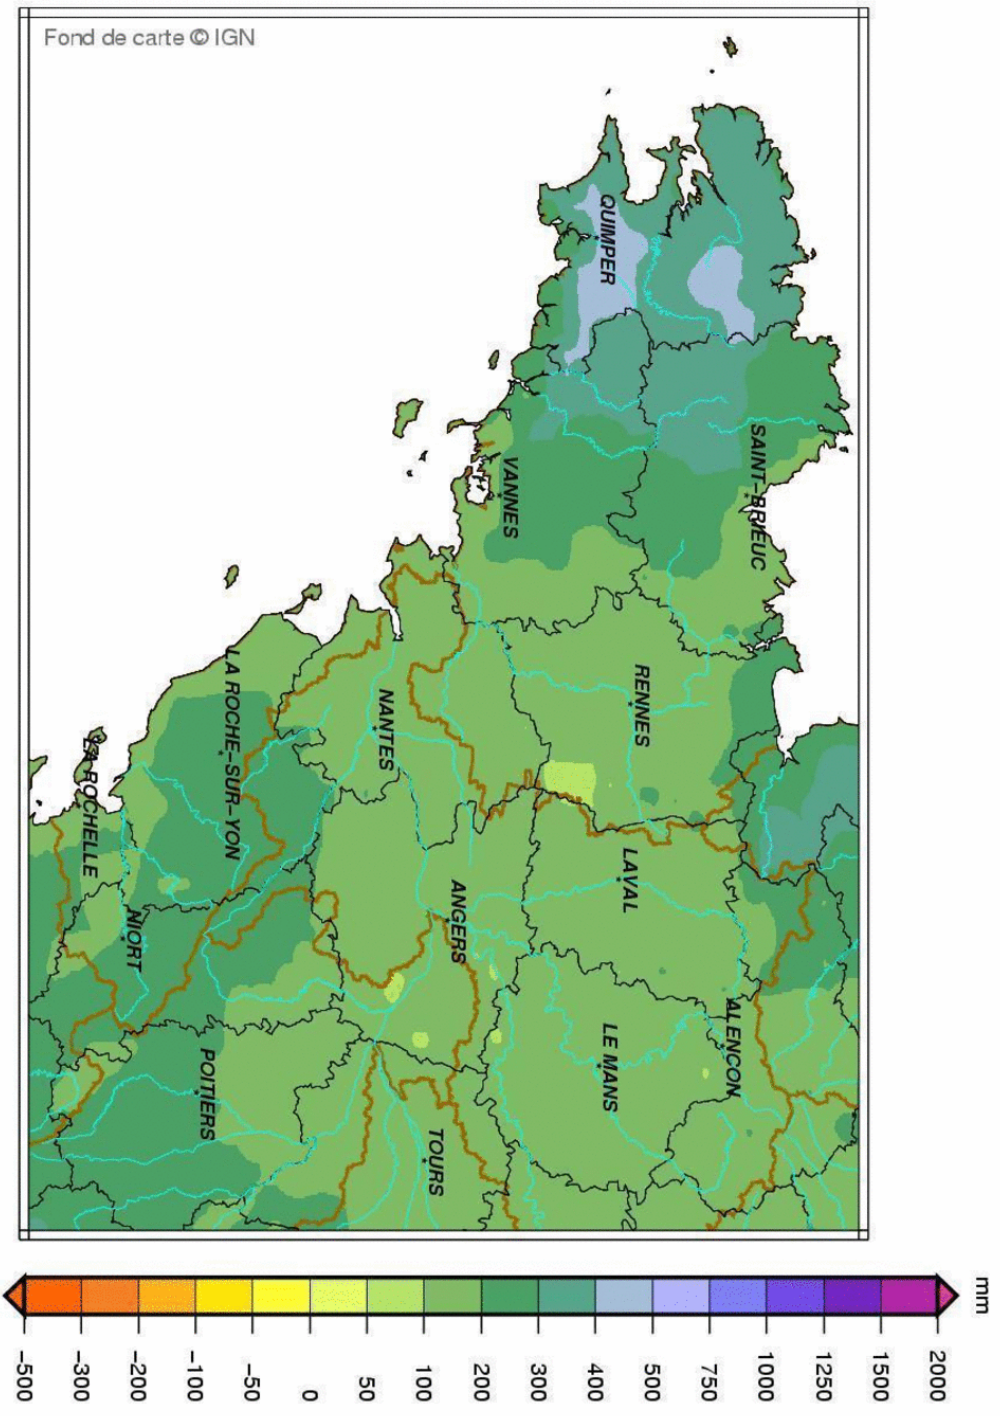 Fond de carte © IGN
QUIMPER
SAINT-BRIEUC
VANNES
RENNES
LA ROCHE-SUR-YON
NANTES
LA ROCHELLE
LAVAL
ANGERS
NIORT
ALENCON
LE MANS
POITIERS
TOURS
mm
-500 -200 -100 -50 0 50 100 200 300 400 500 750 1000 1250 1500 2000